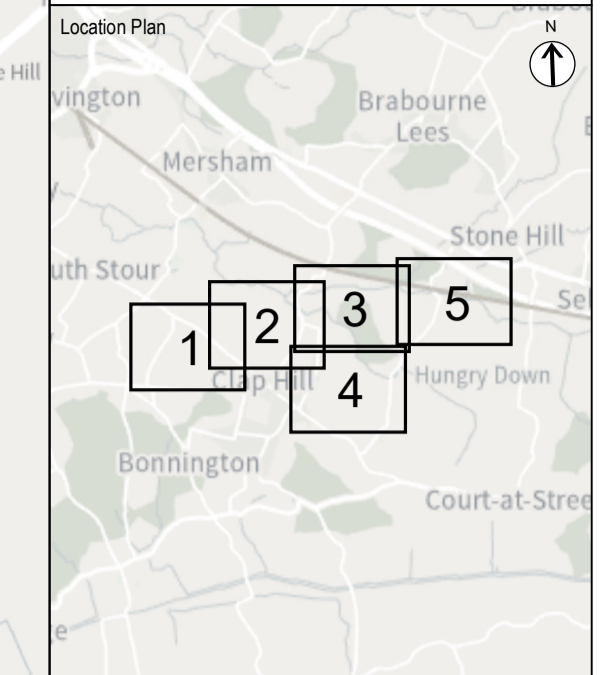 Location Plan
N
e Hill
vington
Brabourne
Lees
Mersham
Stone Hill
uth Stour
Sel
1
2
3
5
4
Clap Hill
Hungry Down
Bonnington
Court-at-Stree
e